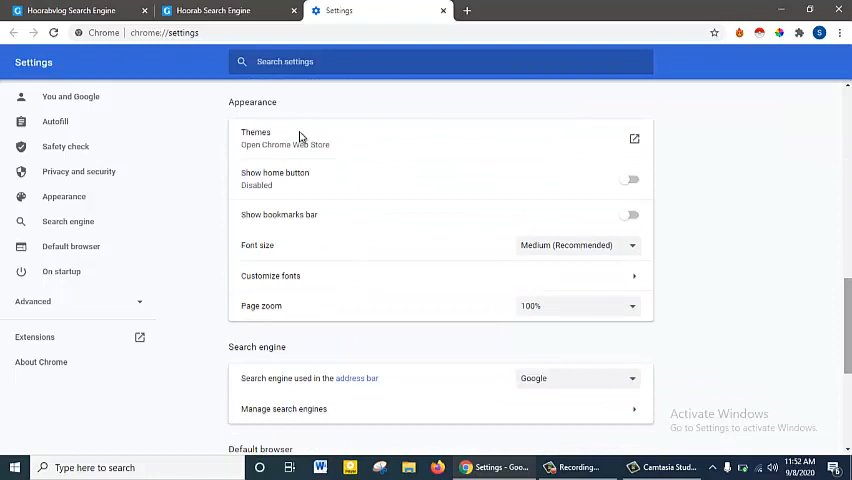 Hoorabvlog Search Engine
Hoorab Search Engine
Settings
Chrome
chrome://settings
S
Settings
Search settings
You and Google
Autofill
Safety check
Privacy and security
Appearance
Search engine
Default browser
On startup
Advanced
Extensions
About Chrome
Appearance
Themes
Open Chrome Web Store
Show home button
Disabled
Show bookmarks bar
Font size
Medium (Recommended)
Customize fonts
Page zoom
100%
Search engine
Search engine used in the address bar
Google
Manage search engines
Default browser
Activate Windows
Go to Settings to activate Windows.
Type here to search
Settings - Goo...
Recording...
Camtasia Stud...
11:52 AM
9/8/2020